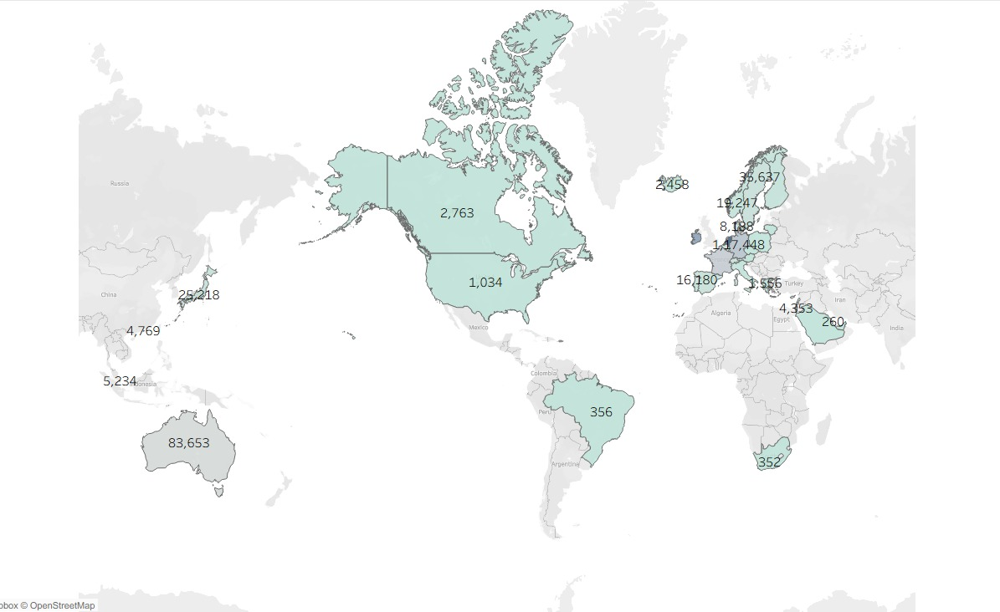 Russia
2,458
35,637
19,247
2,763
8,188
1,17,448
1,034
16,180
1,556
Turkey
25,218
China
Iran
4,353
Algeria
Egypt
260
Mexico
India
4,769
Colombia
5,234
Peru
356
83,653
Argentina
352
© OpenStreetMap